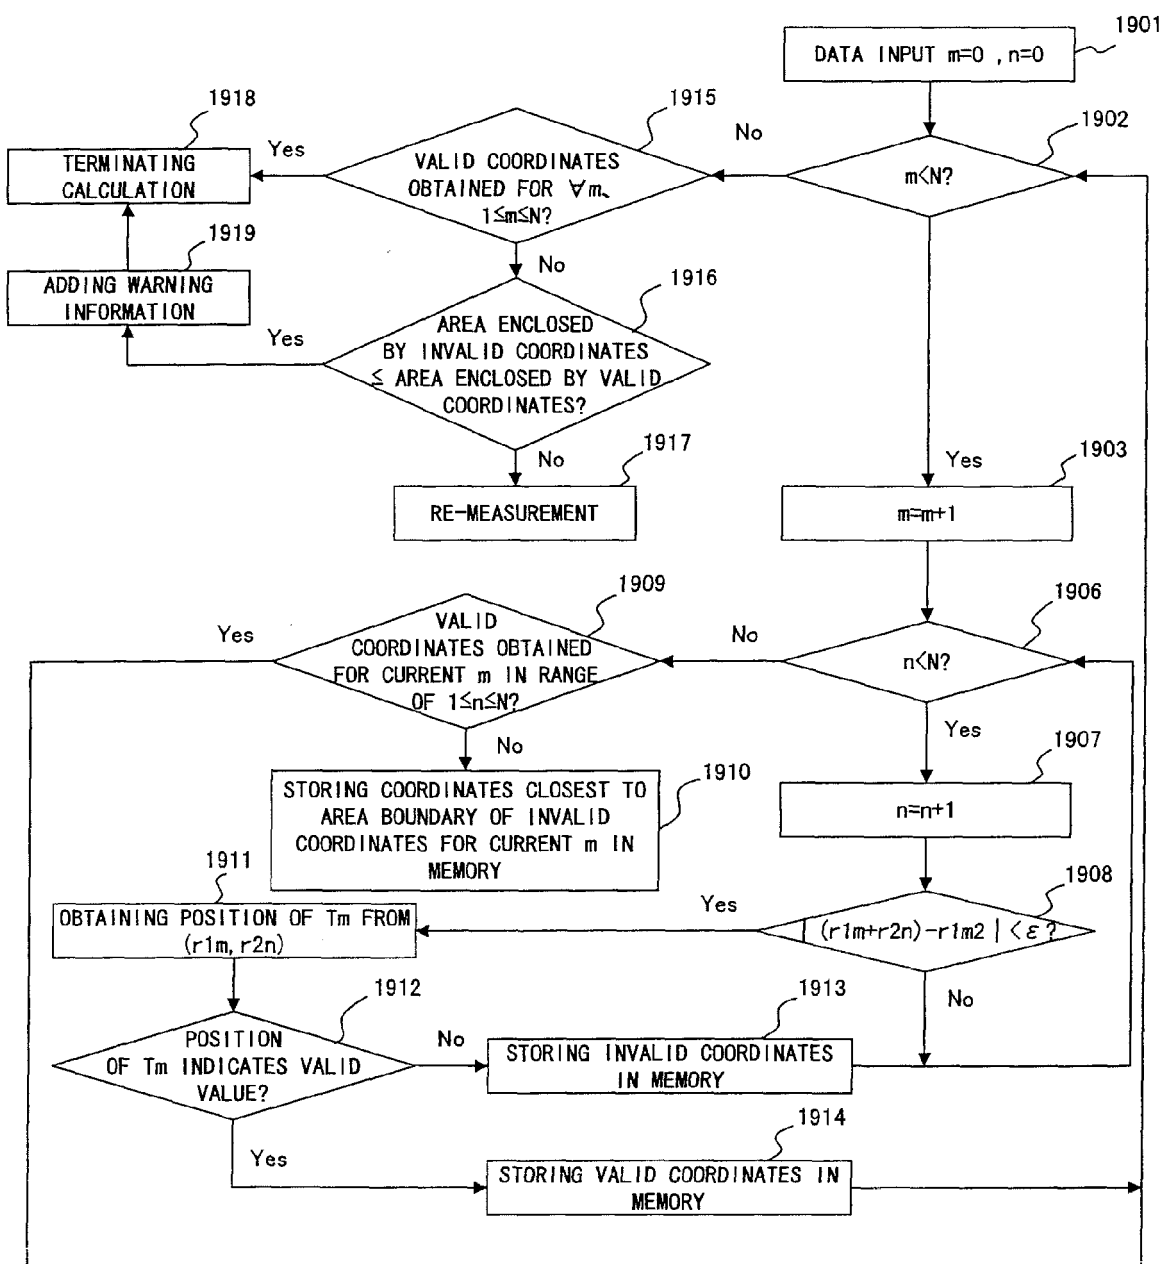 1901
DATA INPUT m=0 ,n=0
1918
1915
1902
Yes
No
TERMINATING
CALCULATION
VALID COORDINATES
OBTAINED FOR ∀m、
1≤m≤N?
m<N?
1919
No
1916
ADDING WARNING
INFORMATION
Yes
AREA ENCLOSED
BY INVALID COORDINATES
≤ AREA ENCLOSED BY VALID
COORDINATES?
1917
No
Yes
1903
RE-MEASUREMENT
m=m+1
1909
1906
Yes
VALID
COORDINATES OBTAINED
FOR CURRENT m IN RANGE
OF 1≤n≤N?
No
n<N?
No
Yes
1907
1910
STORING COORDINATES CLOSEST TO
AREA BOUNDARY OF INVALID
COORDINATES FOR CURRENT m IN
MEMORY
n=n+1
1911
1908
OBTAINING POSITION OF Tm FROM
(r1m,r2n)
Yes
| (r1m+r2n)-r1m2 | <ε?
1912
1913
No
POSITION
OF Tm INDICATES VALID
VALUE?
No
STORING INVALID COORDINATES
IN MEMORY
1914
Yes
STORING VALID COORDINATES IN
MEMORY